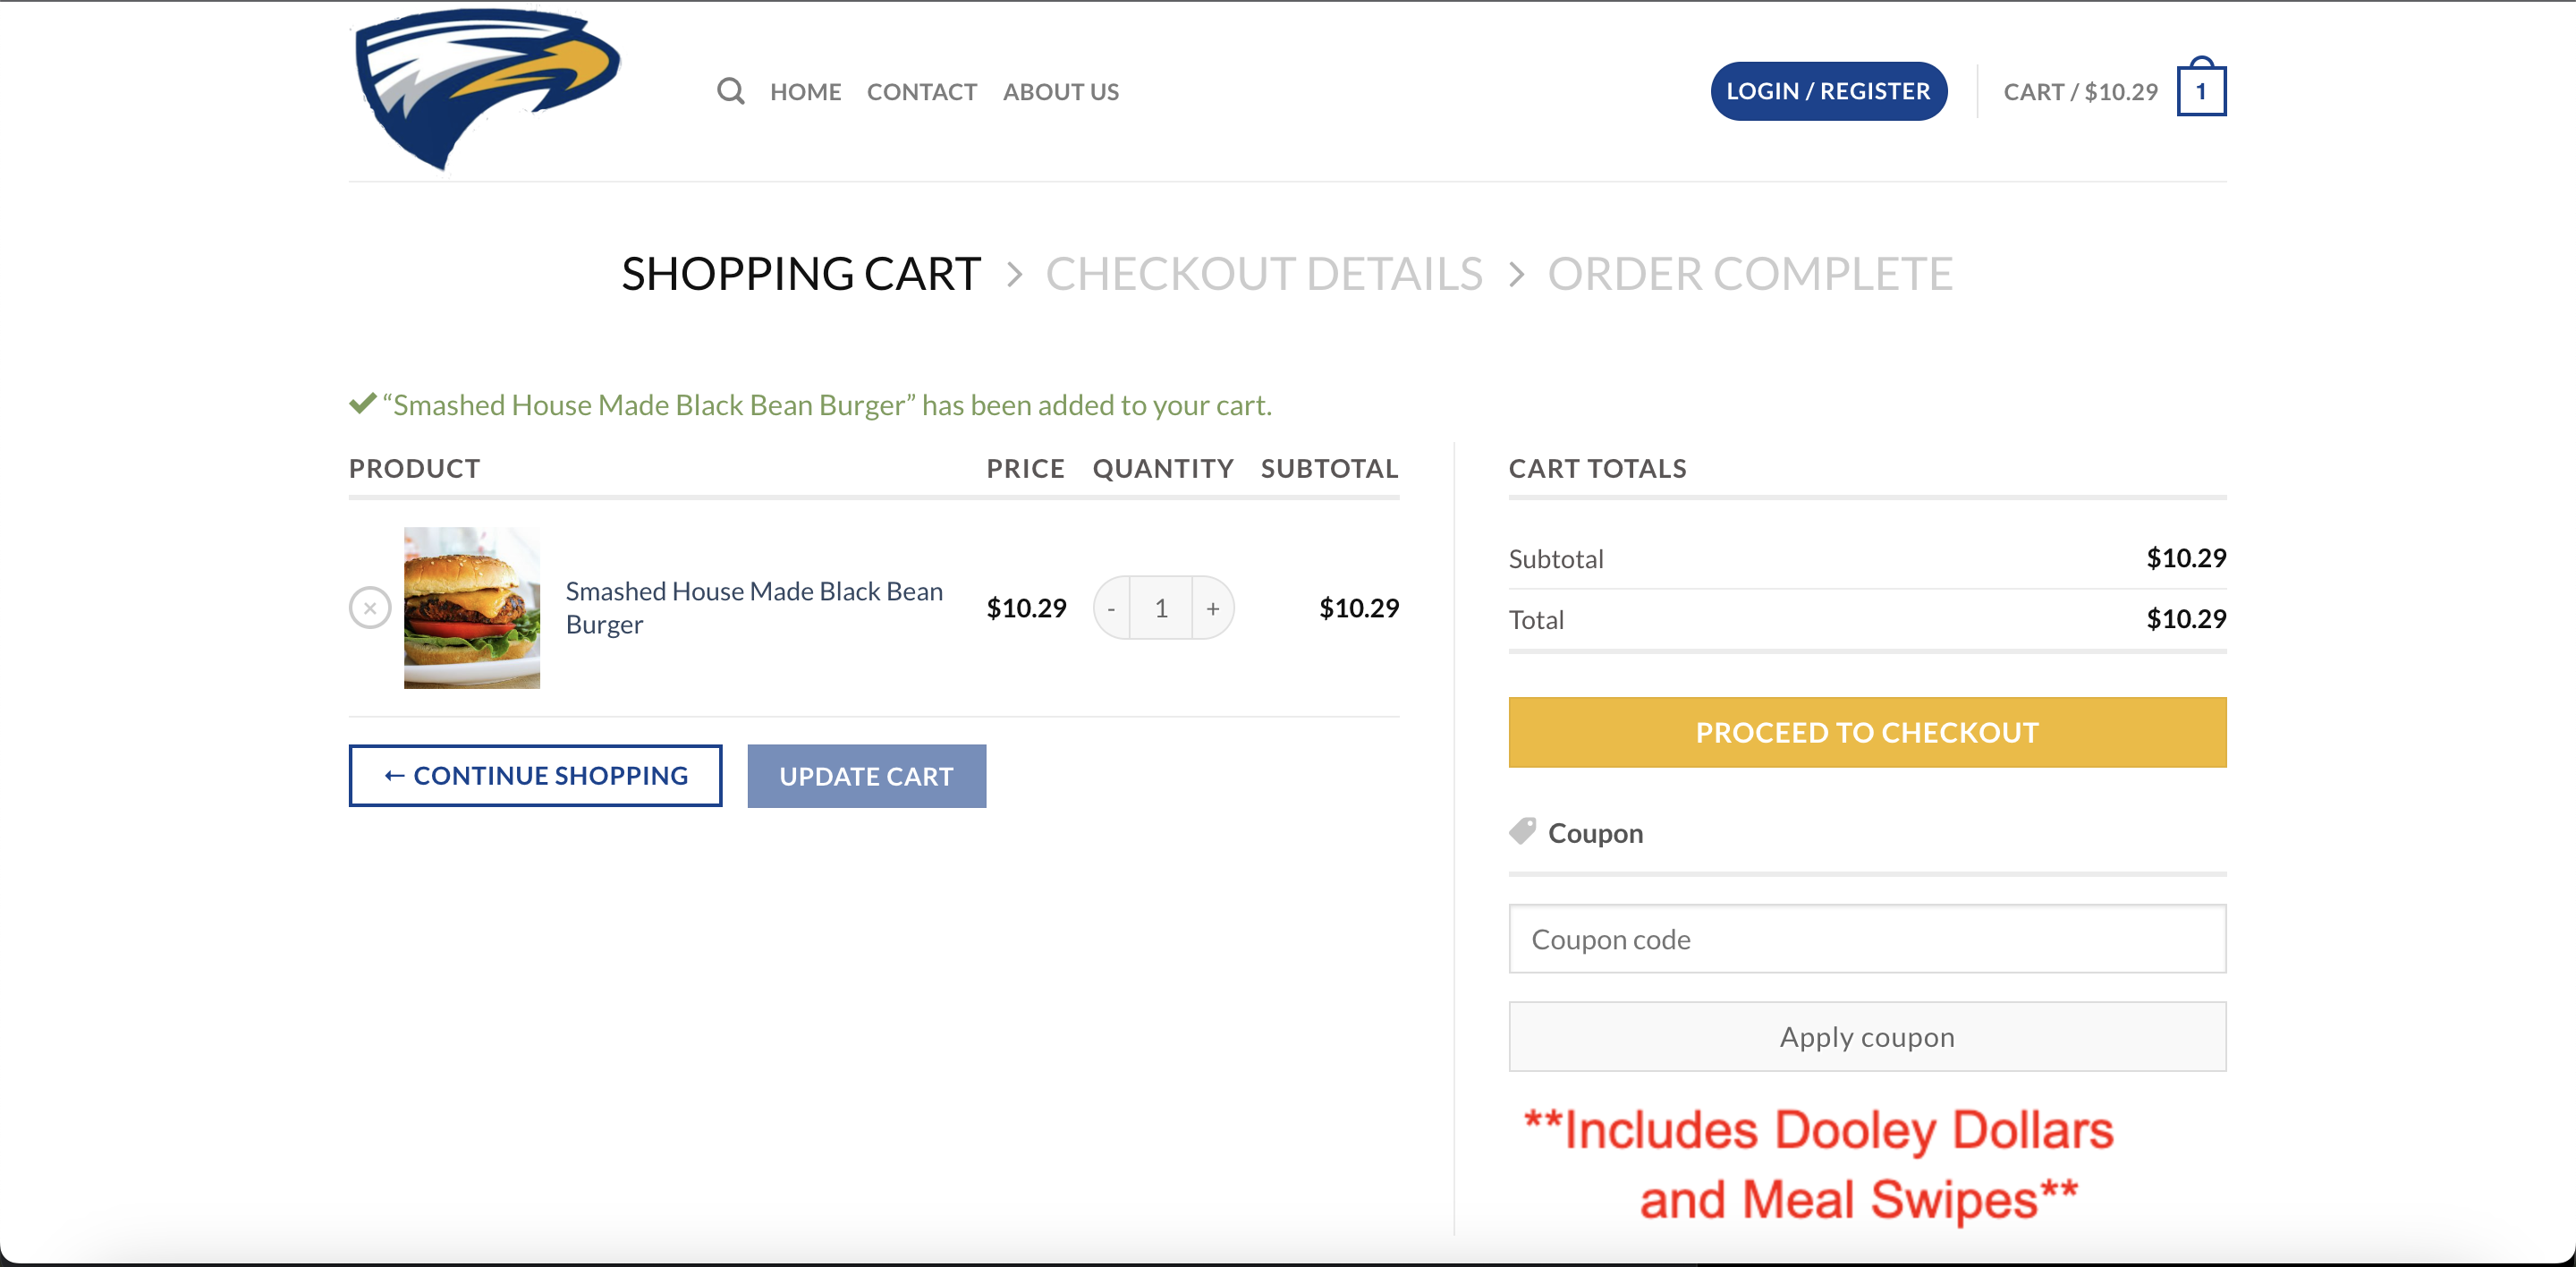 HOME CONTACT ABOUT US LOGIN / REGISTER CART / $10.29 1
SHOPPING CART > CHECKOUT DETAILS > ORDER COMPLETE
“Smashed House Made Black Bean Burger” has been added to your cart.
PRODUCT PRICE QUANTITY SUBTOTAL
Smashed House Made Black Bean
Burger
$10.29 - 1 + $10.29
← CONTINUE SHOPPING UPDATE CART
CART TOTALS
Subtotal $10.29
Total $10.29
PROCEED TO CHECKOUT
Coupon
Coupon code
Apply coupon
**Includes Dooley Dollars
and Meal Swipes**